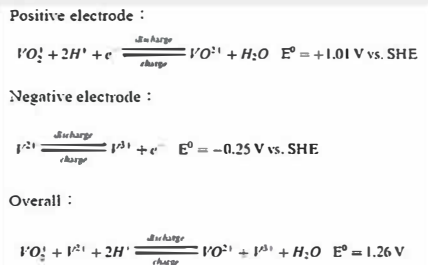 Positive electrode :
discharge
VO₂⁺ + 2H⁺ + e ⇌ VO²⁺ + H₂O E⁰ = +1.01 V vs. SHE
charge
Negative electrode :
discharge
V²⁺ ⇌ V³⁺ + e⁻ E⁰ = −0.25 V vs. SHE
charge
Overall :
discharge
VO₂⁺ + V²⁺ + 2H⁺ ⇌ VO²⁺ + V³⁺ + H₂O E⁰ = 1.26 V
charge